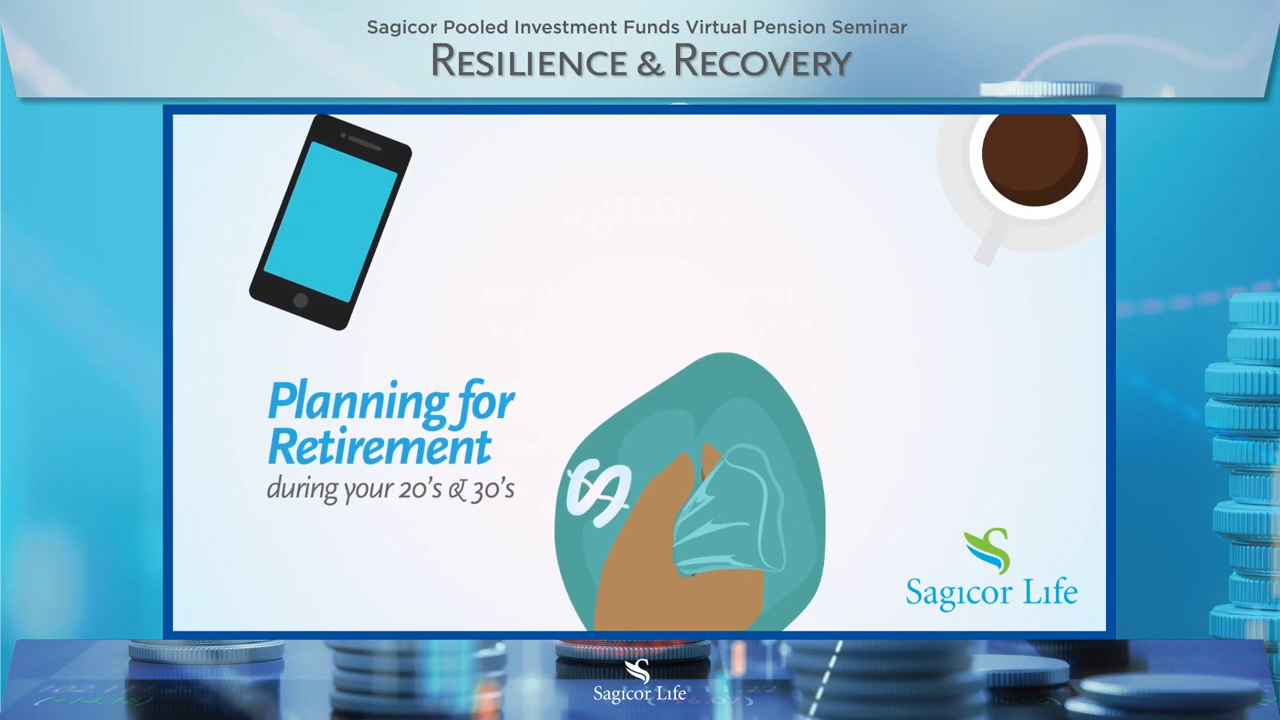 Sagicor Pooled Investment Funds Virtual Pension Seminar
RESILIENCE & RECOVERY
Planning for
Retirement
during your 20's & 30's
$
Sagicor Life
Sagicor Life